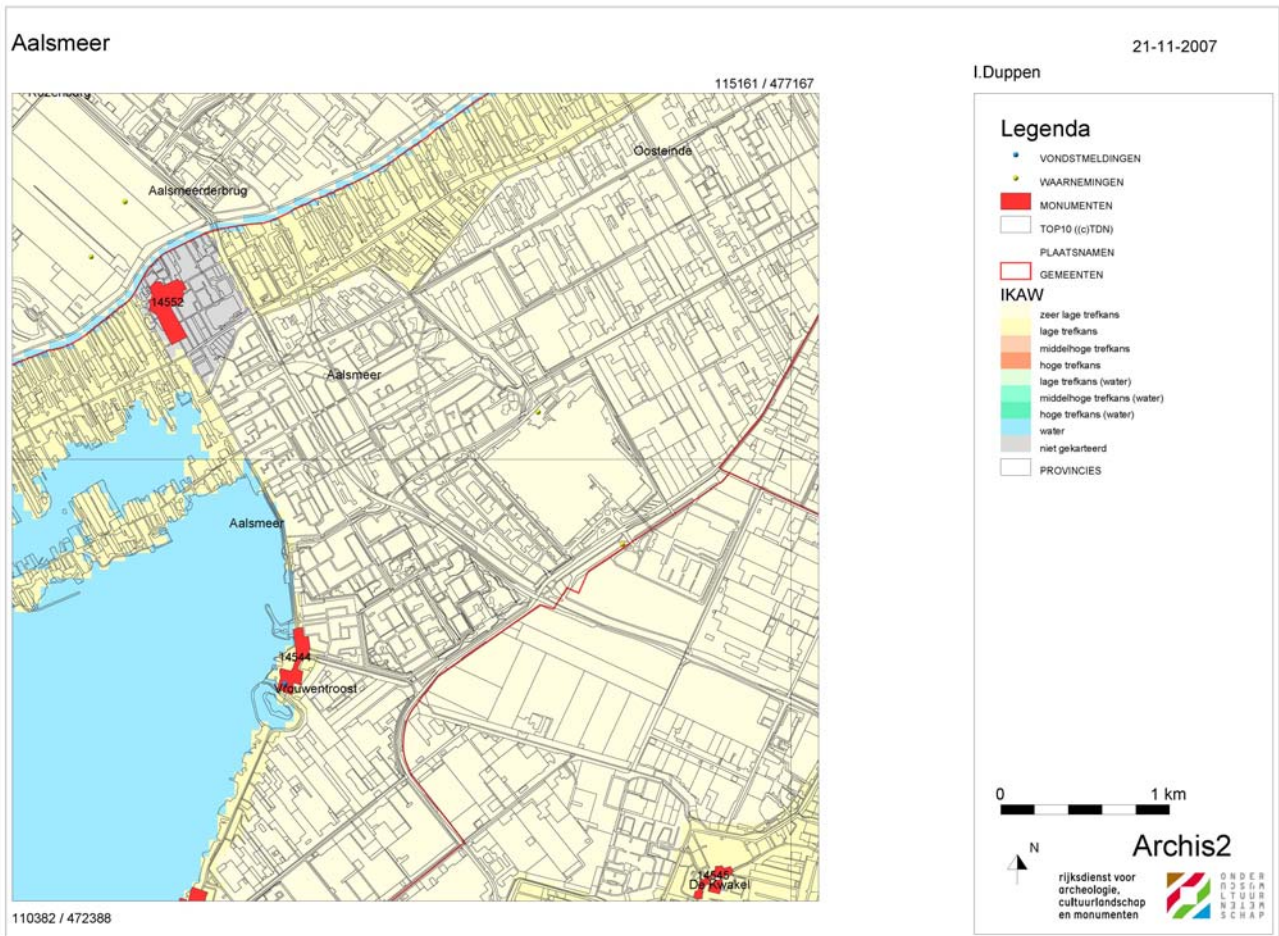 Aalsmeer
21-11-2007
I.Duppen
115161 / 477167
Rozenburg
Oosteinde
Aalsmeerderbrug
14552
Aalsmeer
Aalsmeer
14544
Vrouwentroost
14545
De Kwakel
110382 / 472388
Legenda
VONDSTMELDINGEN
WAARNEMINGEN
MONUMENTEN
TOP10 ((c)TDN)
PLAATSNAMEN
GEMEENTEN
IKAW
zeer lage trefkans
lage trefkans
middelhoge trefkans
hoge trefkans
lage trefkans (water)
middelhoge trefkans (water)
hoge trefkans (water)
water
niet gekarteerd
PROVINCIES
0 1 km
N
Archis2
rijksdienst voor
archeologie,
cultuurlandschap
en monumenten